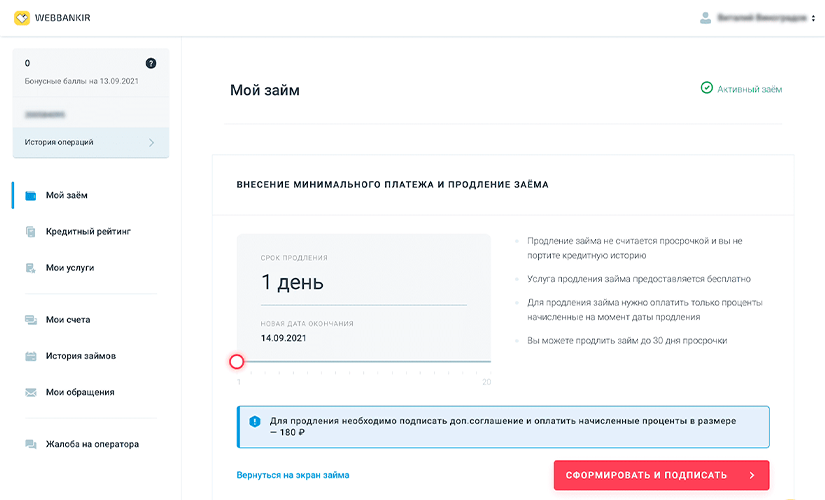 WEBBANKIR
0
?
Бонусные баллы на 13.09.2021
История операций
Мой заём
Кредитный рейтинг
Мои услуги
Мои счета
История займов
Мои обращения
Жалоба на оператора
Мой займ
Активный заём
ВНЕСЕНИЕ МИНИМАЛЬНОГО ПЛАТЕЖА И ПРОДЛЕНИЕ ЗАЁМА
СРОК ПРОДЛЕНИЯ
1 день
НОВАЯ ДАТА ОКОНЧАНИЯ
14.09.2021
1
20
Продление займа не считается просрочкой и вы не
портите кредитную историю
Услуга продления займа предоставляется бесплатно
Для продления займа нужно оплатить только проценты
начисленные на момент даты продления
Вы можете продлить займ до 30 дня просрочки
Для продления необходимо подписать доп.соглашение и оплатить начисленные проценты в размере
— 180 ₽
Вернуться на экран займа
СФОРМИРОВАТЬ И ПОДПИСАТЬ